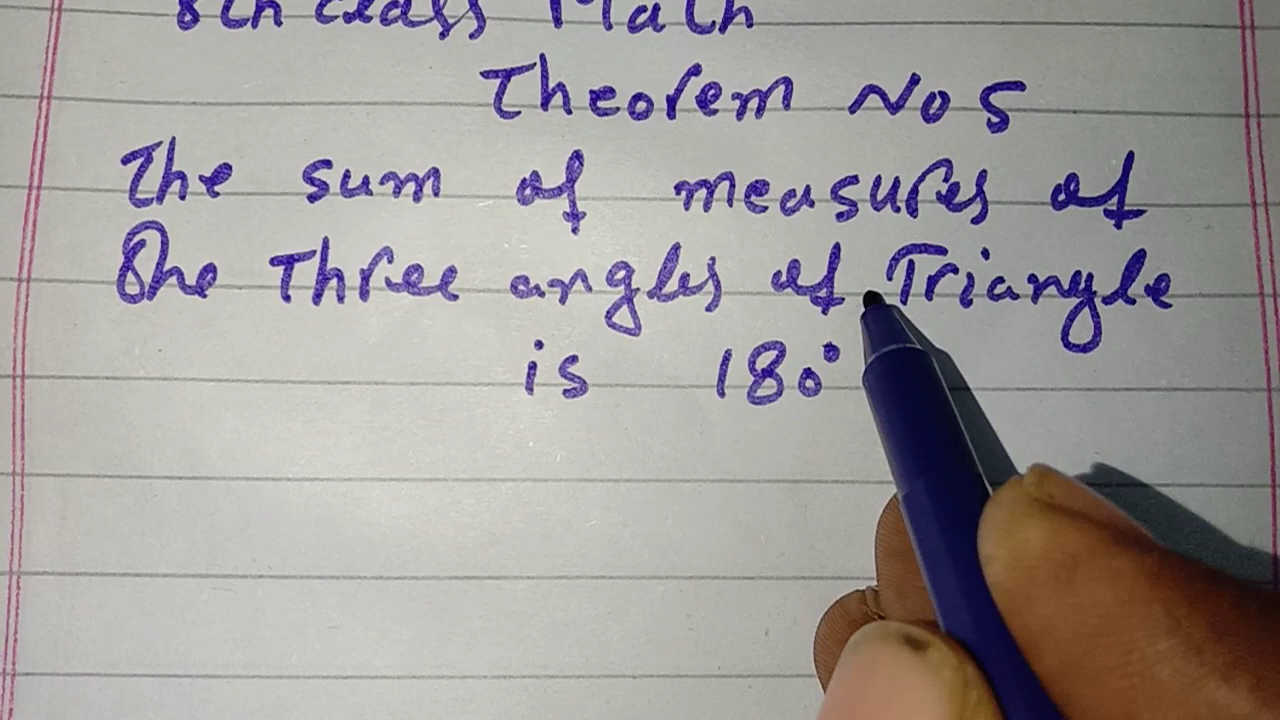 8th class Math
Theorem No 5
The sum of measures of
the Three angles of Triangle
is 180°